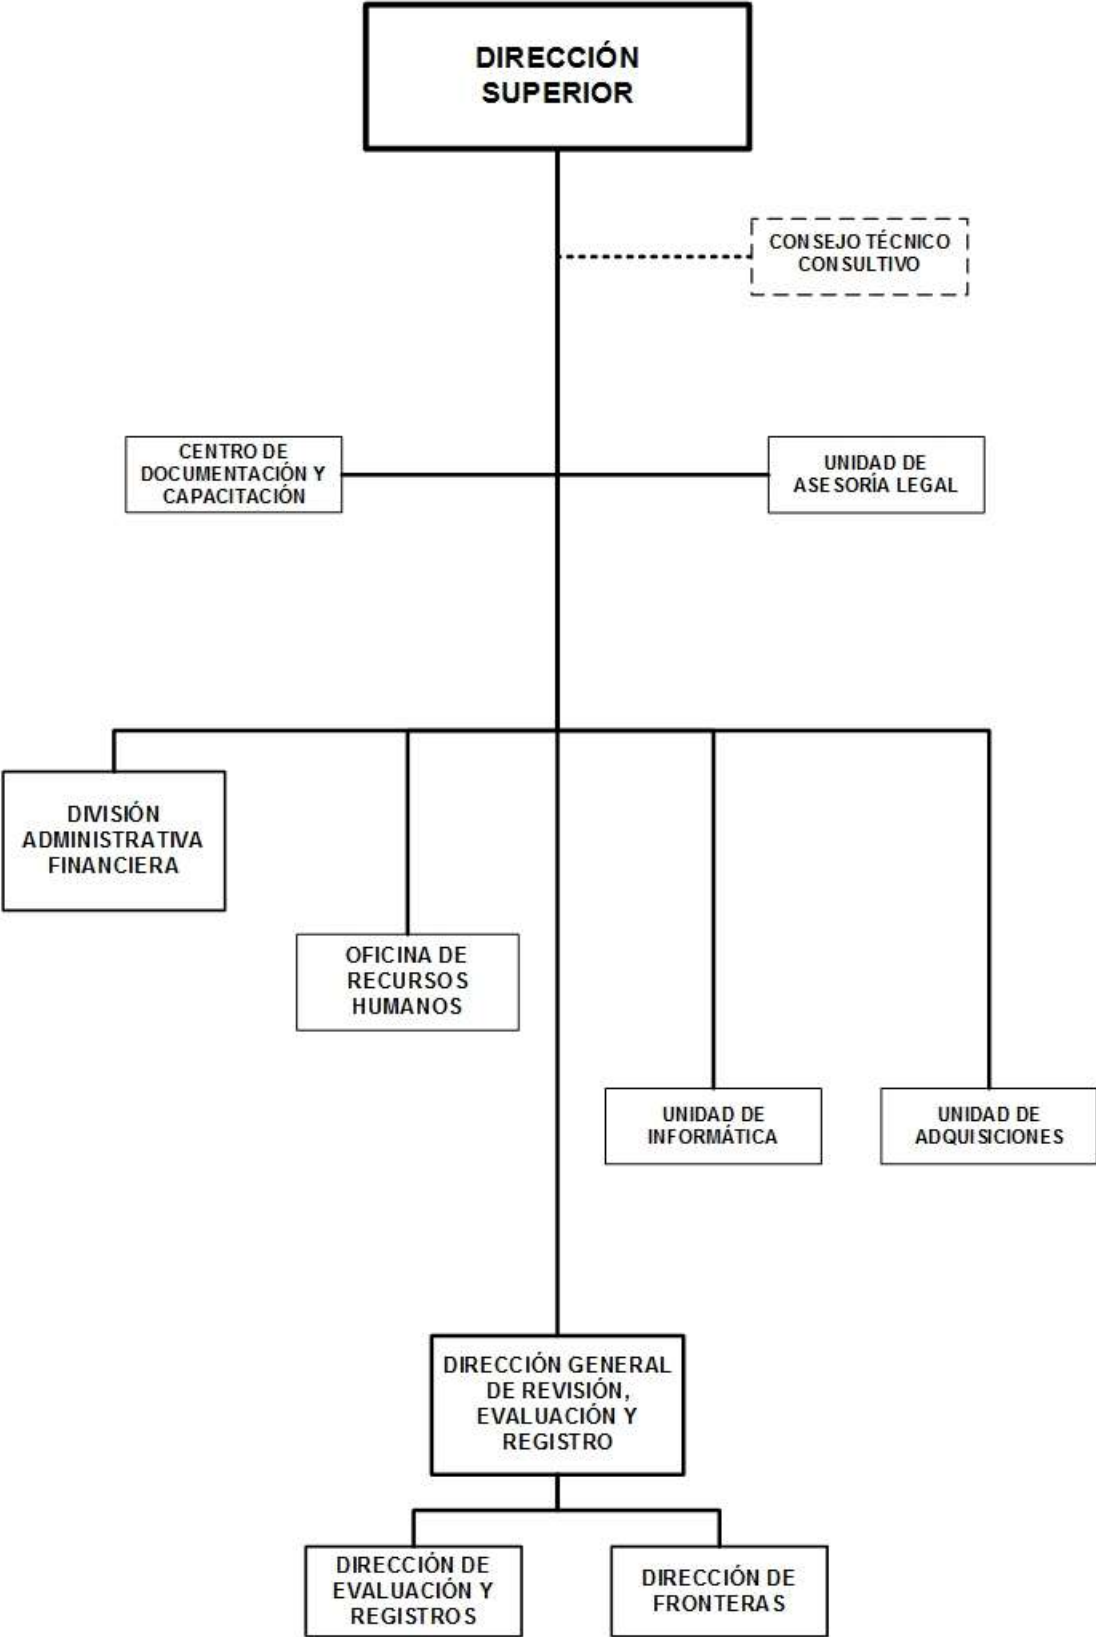 DIRECCIÓN
SUPERIOR
CONSEJO TÉCNICO
CONSULTIVO
CENTRO DE
DOCUMENTACIÓN Y
CAPACITACIÓN
UNIDAD DE
ASESORÍA LEGAL
DIVISIÓN
ADMINISTRATIVA
FINANCIERA
OFICINA DE
RECURSOS
HUMANOS
UNIDAD DE
INFORMÁTICA
UNIDAD DE
ADQUISICIONES
DIRECCIÓN GENERAL
DE REVISIÓN,
EVALUACIÓN Y
REGISTRO
DIRECCIÓN DE
EVALUACIÓN Y
REGISTROS
DIRECCIÓN DE
FRONTERAS